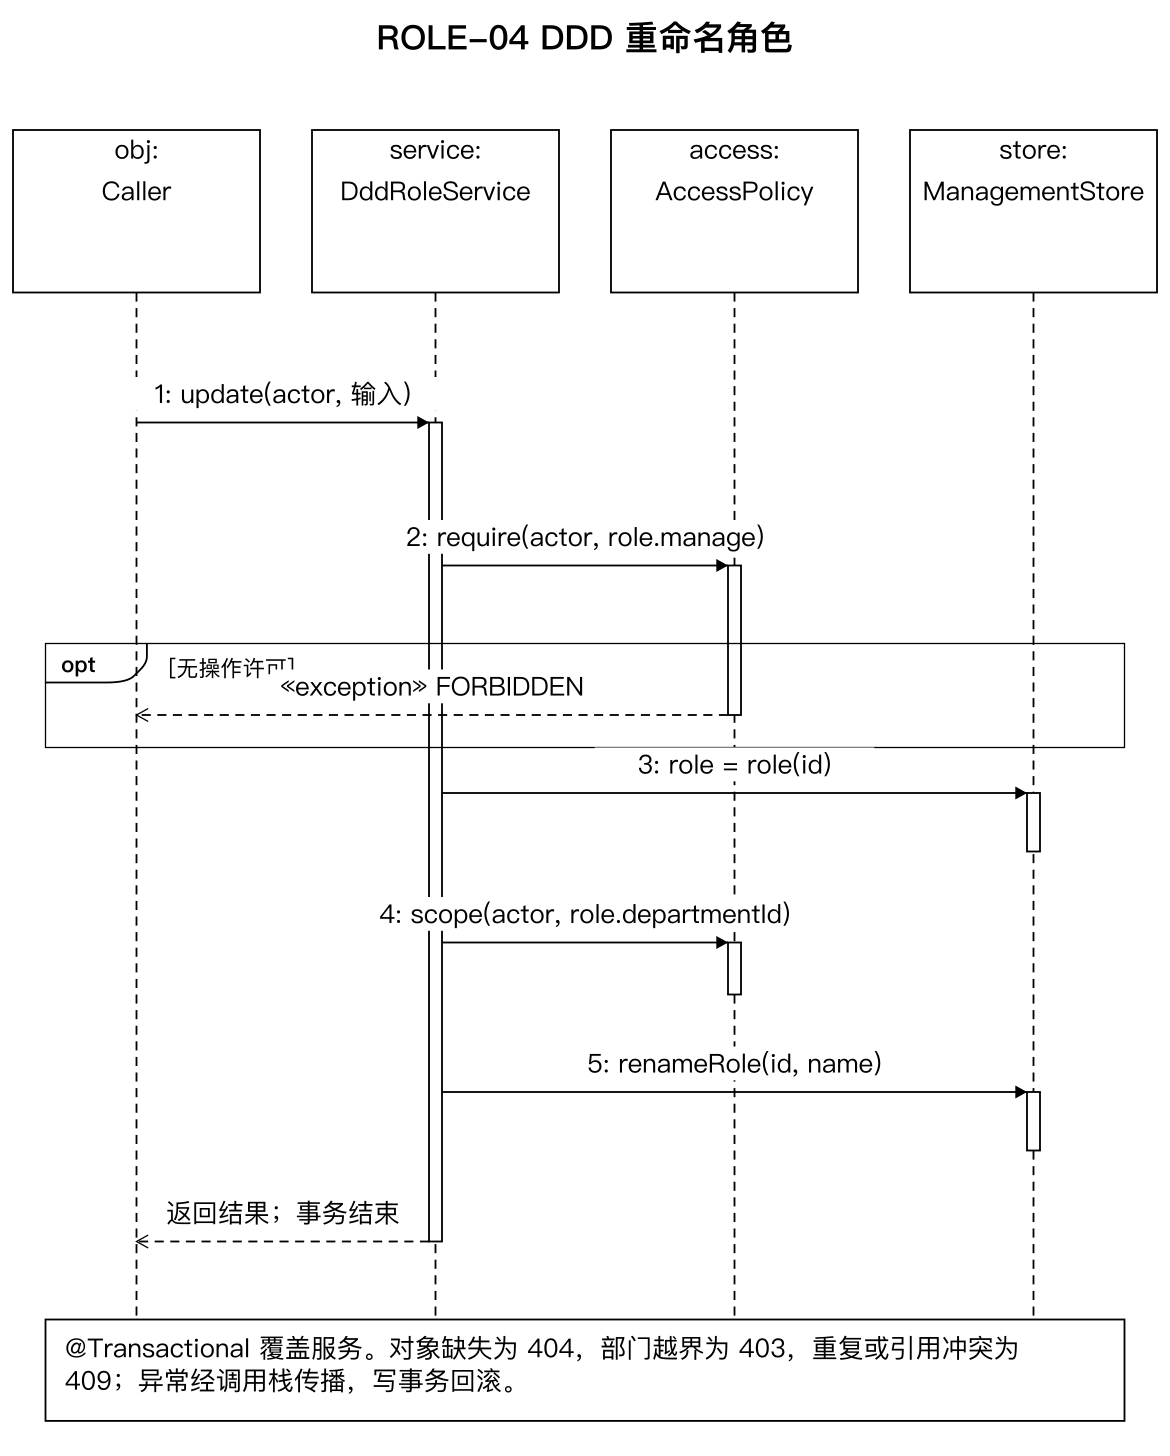 ROLE–04 DDD 重命名角色
obj:
Caller
service:
DddRoleService
access:
AccessPolicy
store:
ManagementStore
1: update(actor, 输入)
2: require(actor, role.manage)
opt
[无操作许可]
«exception» FORBIDDEN
3: role = role(id)
4: scope(actor, role.departmentId)
5: renameRole(id, name)
返回结果；事务结束
@Transactional 覆盖服务。对象缺失为 404，部门越界为 403，重复或引用冲突为
409；异常经调用栈传播，写事务回滚。